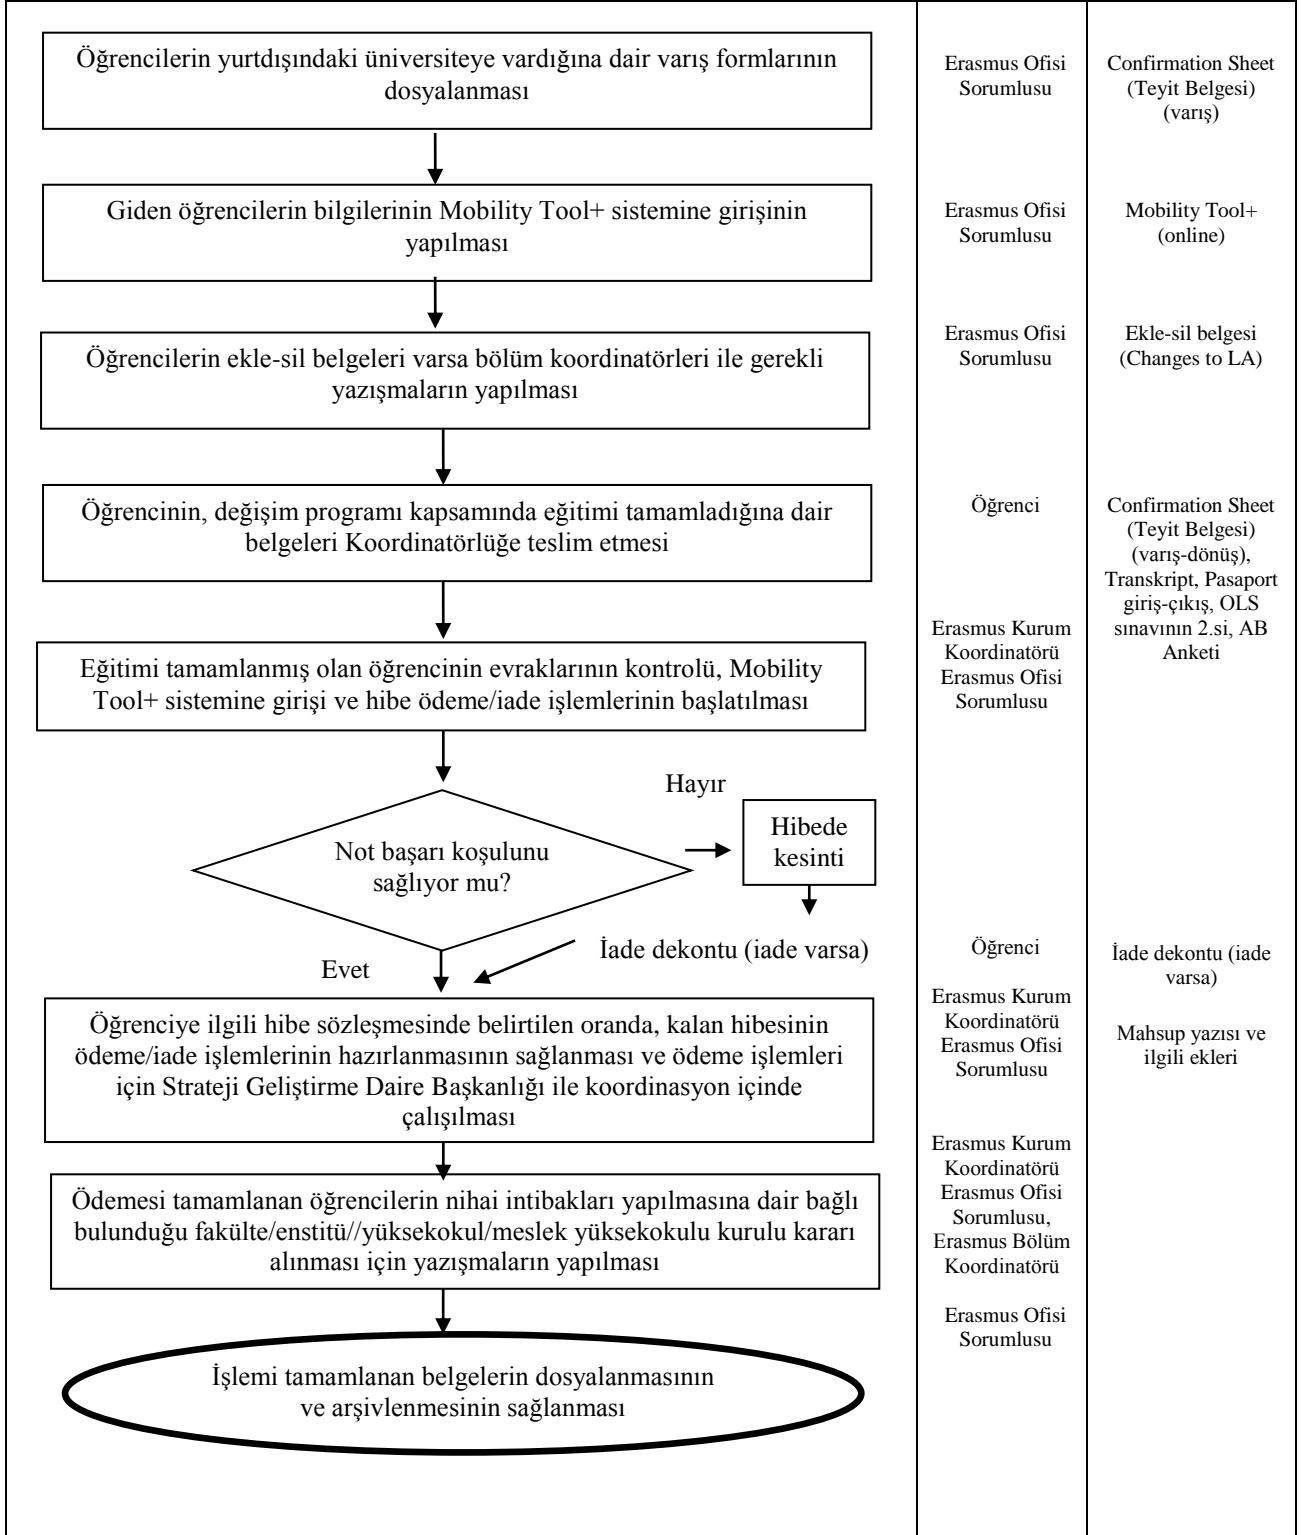 Öğrencilerin yurtdışındaki üniversiteye vardığına dair varış formlarının
dosyalanması
Erasmus Ofisi
Sorumlusu
Confirmation Sheet
(Teyit Belgesi)
(varış)
Giden öğrencilerin bilgilerinin Mobility Tool+ sistemine girişinin
yapılması
Erasmus Ofisi
Sorumlusu
Mobility Tool+
(online)
Öğrencilerin ekle-sil belgeleri varsa bölüm koordinatörleri ile gerekli
yazışmaların yapılması
Erasmus Ofisi
Sorumlusu
Ekle-sil belgesi
(Changes to LA)
Öğrencinin, değişim programı kapsamında eğitimi tamamladığına dair
belgeleri Koordinatörlüğe teslim etmesi
Öğrenci
Confirmation Sheet
(Teyit Belgesi)
(varış-dönüş),
Transkript, Pasaport
giriş-çıkış, OLS
sınavının 2.si, AB
Anketi
Eğitimi tamamlanmış olan öğrencinin evraklarının kontrolü, Mobility
Tool+ sistemine girişi ve hibe ödeme/iade işlemlerinin başlatılması
Erasmus Kurum
Koordinatörü
Erasmus Ofisi
Sorumlusu
Not başarı koşulunu
sağlıyor mu?
Hayır
Hibede
kesinti
İade dekontu (iade varsa)
Evet
Öğrenci
İade dekontu (iade
varsa)
Öğrenciye ilgili hibe sözleşmesinde belirtilen oranda, kalan hibesinin
ödeme/iade işlemlerinin hazırlanmasının sağlanması ve ödeme işlemleri
için Strateji Geliştirme Daire Başkanlığı ile koordinasyon içinde
çalışılması
Erasmus Kurum
Koordinatörü
Erasmus Ofisi
Sorumlusu
Mahsup yazısı ve
ilgili ekleri
Ödemesi tamamlanan öğrencilerin nihai intibakları yapılmasına dair bağlı
bulunduğu fakülte/enstitü//yüksekokul/meslek yüksekokulu kurulu kararı
alınması için yazışmaların yapılması
Erasmus Kurum
Koordinatörü
Erasmus Ofisi
Sorumlusu,
Erasmus Bölüm
Koordinatörü
İşlemi tamamlanan belgelerin dosyalanmasının
ve arşivlenmesinin sağlanması
Erasmus Ofisi
Sorumlusu